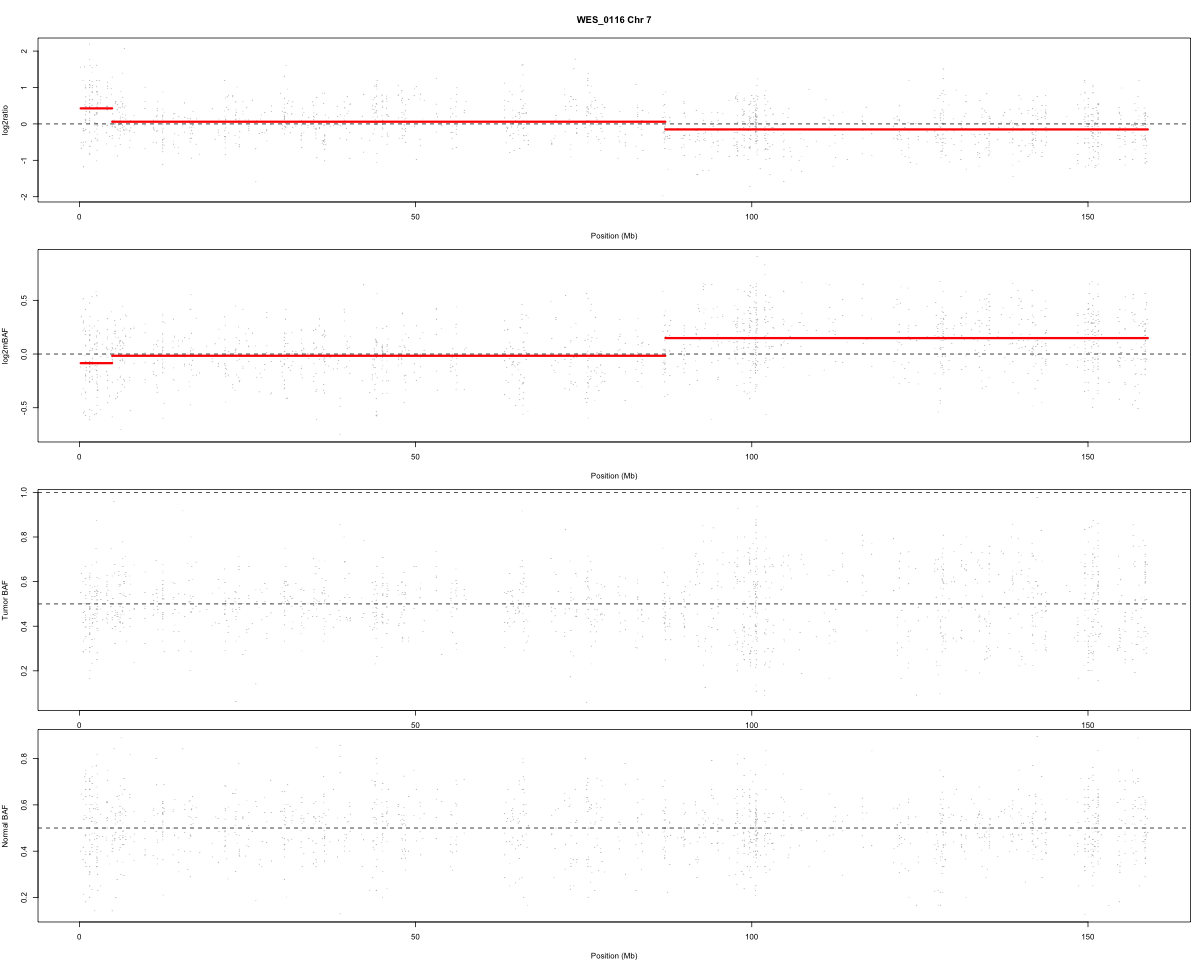 WES_0116 Chr 7
log2ratio
2
1
0
-1
-2
0 50 100 150
Position (Mb)
log2mBAF
0.5
0.0
-0.5
0 50 100 150
Position (Mb)
Tumor BAF
1.0
0.8
0.6
0.4
0.2
0 50 100 150
Normal BAF
0.8
0.6
0.4
0.2
0 50 100 150
Position (Mb)